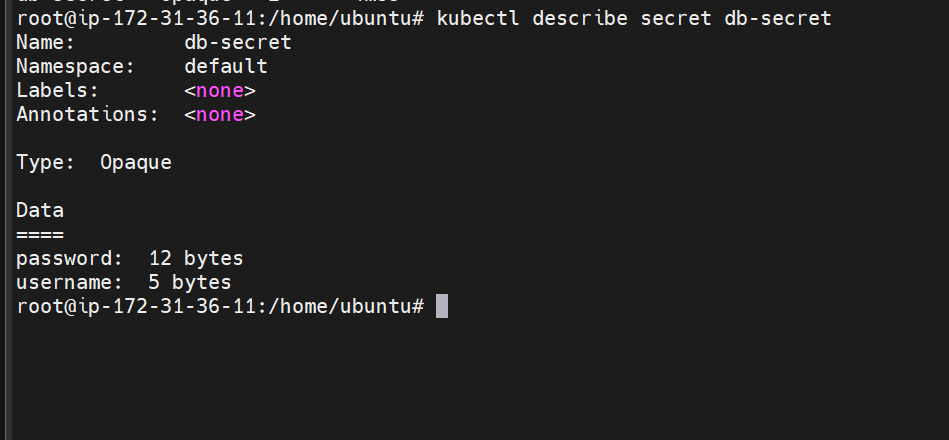 root@ip-172-31-36-11:/home/ubuntu# kubectl describe secret db-secret
Name:         db-secret
Namespace:    default
Labels:       <none>
Annotations:  <none>

Type:  Opaque

Data
====
password:  12 bytes
username:  5 bytes
root@ip-172-31-36-11:/home/ubuntu#